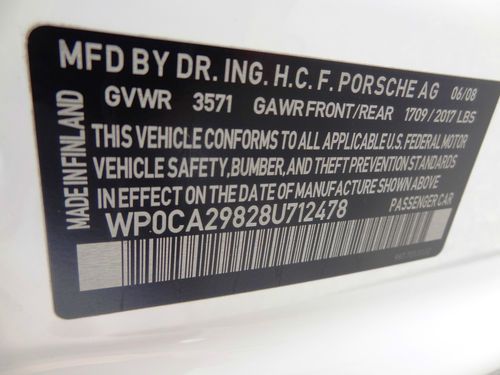 MFD BY DR. ING. H.C. F. PORSCHE AG 06/08
GVWR 3571 GAWR FRONT/REAR 1709 / 2017 LBS
THIS VEHICLE CONFORMS TO ALL APPLICABLE U.S. FEDERAL MOTOR
VEHICLE SAFETY, BUMPER, AND THEFT PREVENTION STANDARDS
IN EFFECT ON THE DATE OF MANUFACTURE SHOWN ABOVE.
WP0CA29828U712478 PASSENGER CAR
MADE IN FINLAND